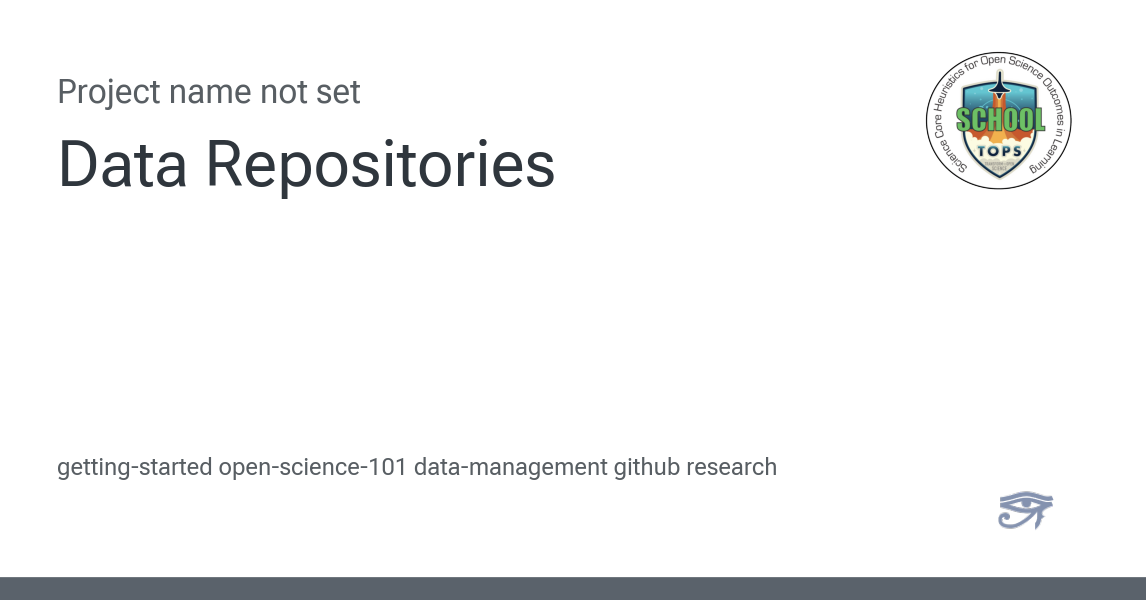 Project name not set
Data Repositories
Science Core Heuristics for Open Science Outcomes in Learning
SCHOOL
TOPS
getting-started open-science-101 data-management github research